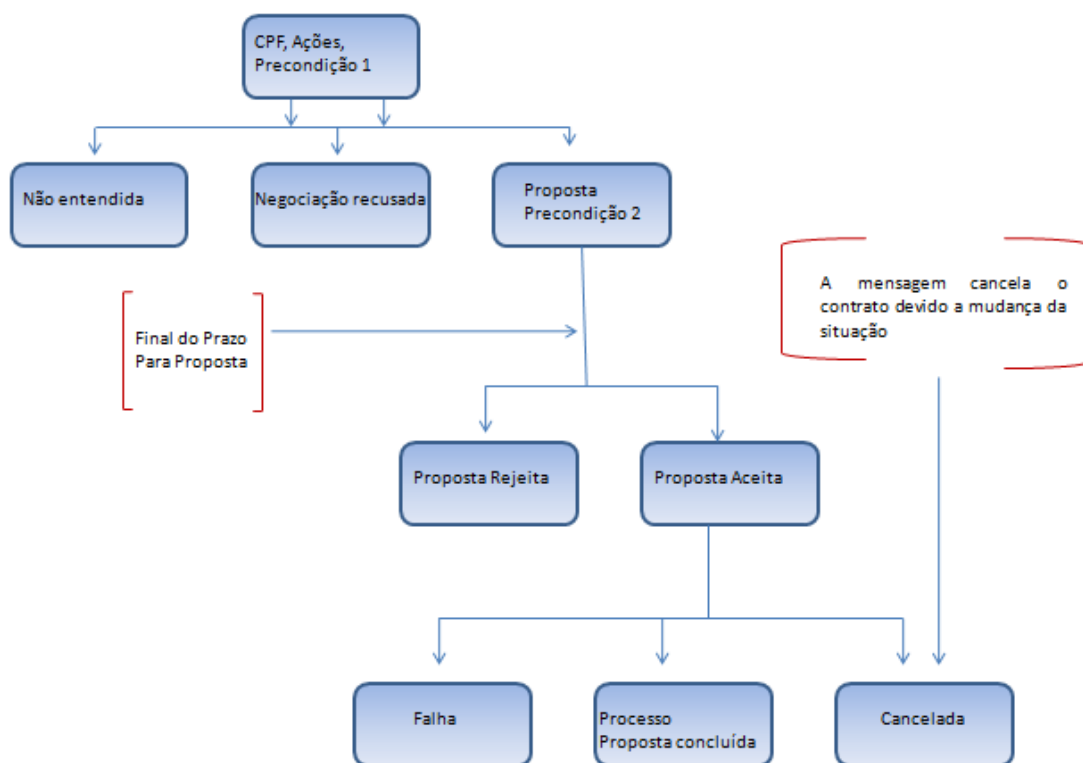 CPF, Ações,
Precondição 1
Não entendida
Negociação recusada
Proposta
Precondição 2
A mensagem cancela o
contrato devido a mudança da
situação
Final do Prazo
Para Proposta
Proposta Rejeita
Proposta Aceita
Falha
Processo
Proposta concluída
Cancelada